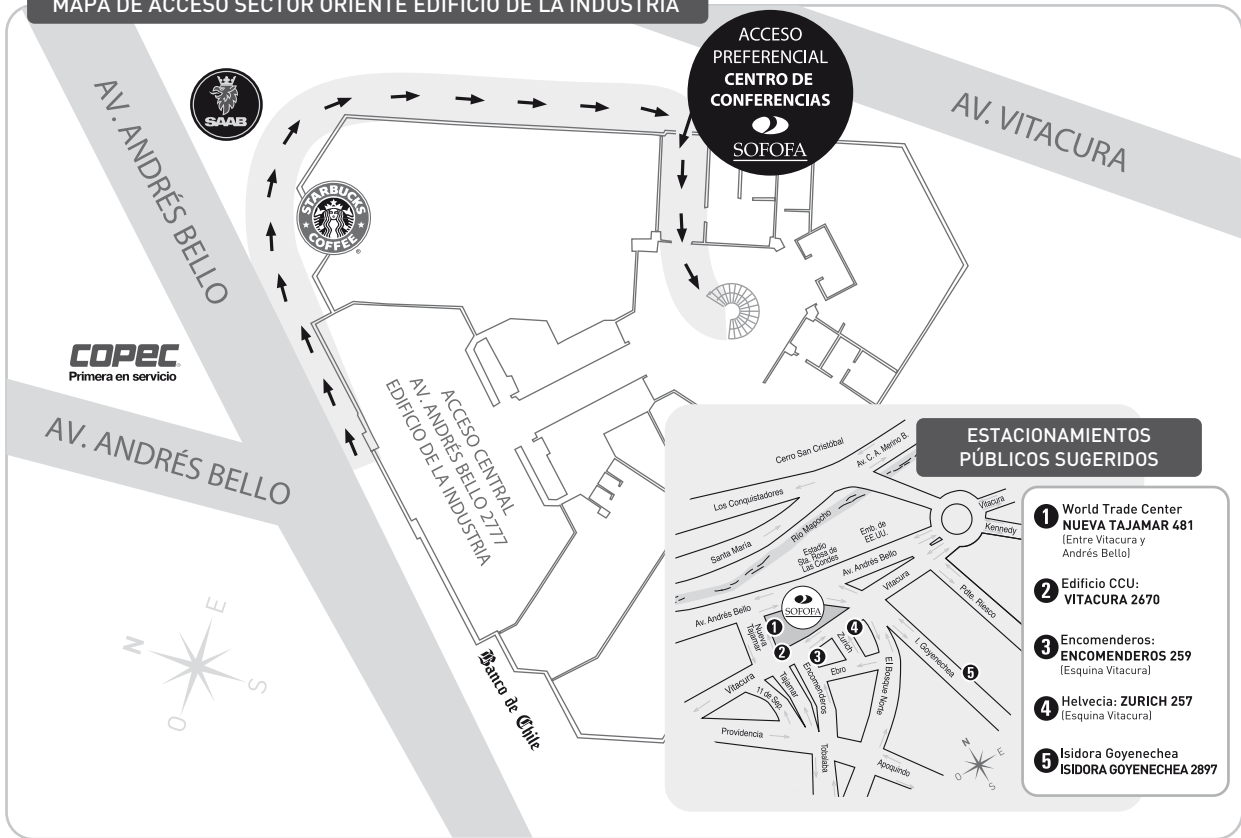 MAPA DE ACCESO SECTOR ORIENTE EDIFICIO DE LA INDUSTRIA
ACCESO
PREFERENCIAL
CENTRO DE
CONFERENCIAS
SOFOFA
AV. VITACURA
SAAB
AV. ANDRÉS BELLO
STARBUCKS
COFFEE
COPEC
Primera en servicio
AV. ANDRÉS BELLO
ACCESO CENTRAL
AV. ANDRÉS BELLO 2777
EDIFICIO DE LA INDUSTRIA
N
E
S
O
Banco de Chile
ESTACIONAMIENTOS
PÚBLICOS SUGERIDOS
Cerro San Cristóbal
Av. C. A. Merino B.
Los Conquistadores
Río Mapocho
Santa María
Estadio
Sta. Rosa de
Las Condes
Emb. de
EE.UU.
Av. Andrés Bello
Vitacura
Kennedy
Vitacura
Pdte. Riesco
Av. Andrés Bello
SOFOFA
Nueva
Tajamar
1
2
3
4
5
Zurich
Ebro
I. Goyenechea
El Bosque Norte
Encomenderos
Tajamar
Vitacura
11 de Sep.
Providencia
Tobalaba
Apoquindo
N
E
S
O
1 World Trade Center
NUEVA TAJAMAR 481
(Entre Vitacura y
Andrés Bello)
2 Edificio CCU:
VITACURA 2670
3 Encomenderos:
ENCOMENDEROS 259
(Esquina Vitacura)
4 Helvecia: ZURICH 257
(Esquina Vitacura)
5 Isidora Goyenechea
ISIDORA GOYENECHEA 2897